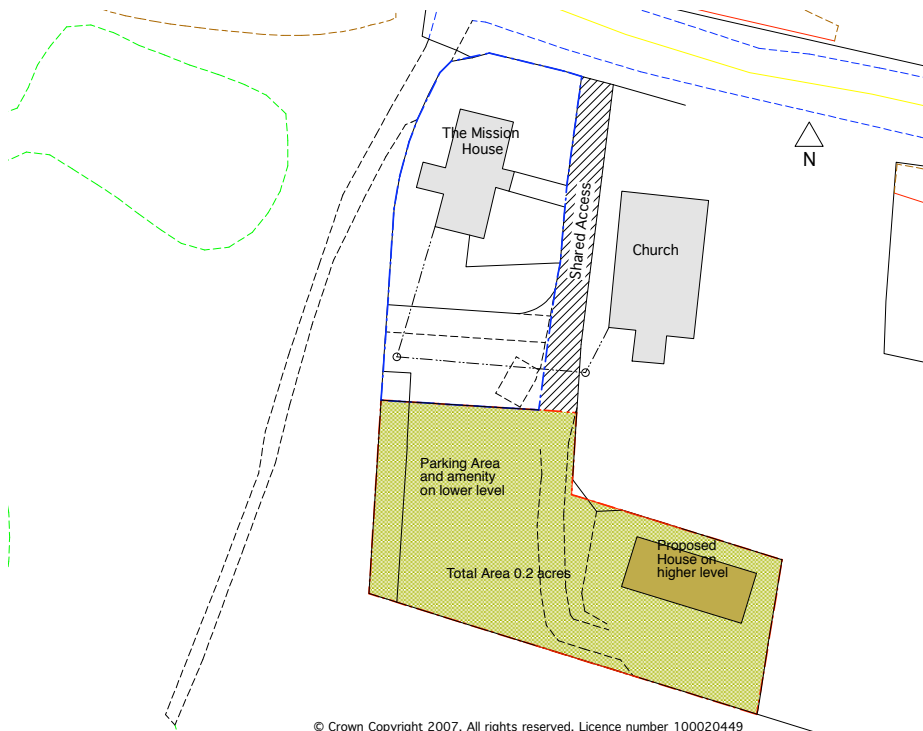 The Mission
House
N
Shared Access
Church
Parking Area
and amenity
on lower level
Proposed
House on
higher level
Total Area 0.2 acres
© Crown Copyright 2007. All rights reserved. Licence number 100020449